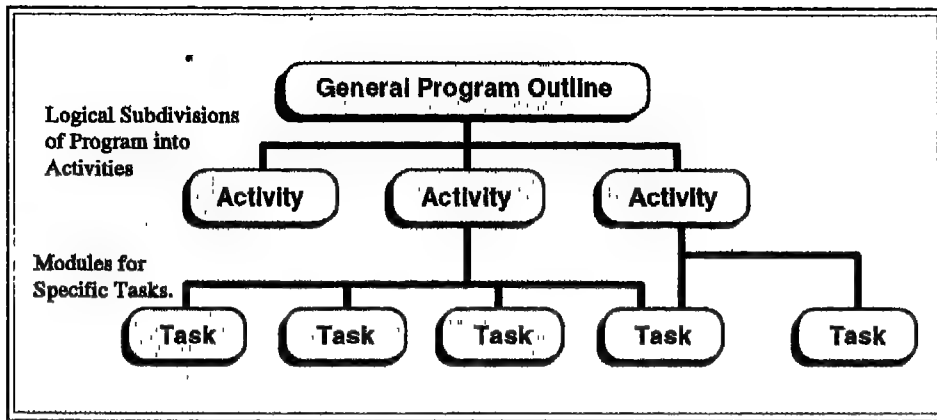 General Program Outline
Logical Subdivisions
of Program into
Activities
Activity
Activity
Activity
Modules for
Specific Tasks.
Task
Task
Task
Task
Task